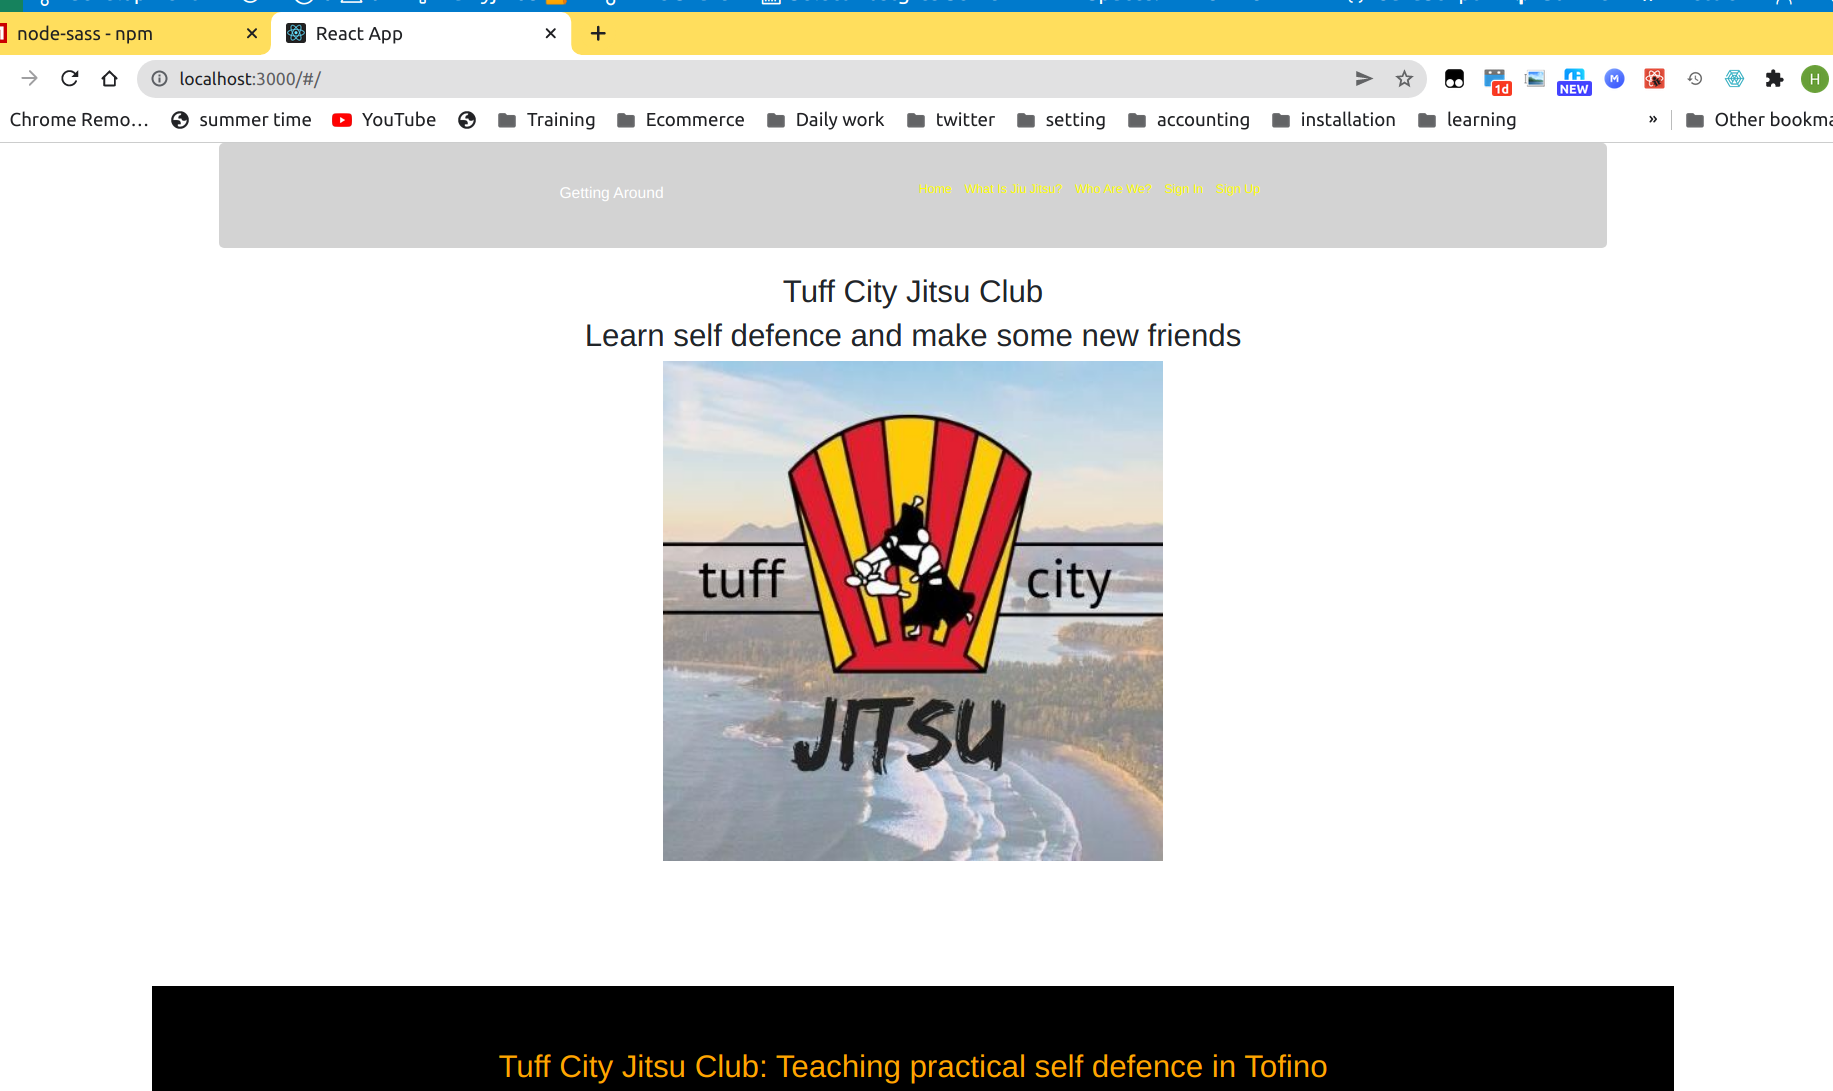 node-sass - npm
React App
localhost:3000/#/
1d
NEW
M
H
Chrome Remo… summer time YouTube Training Ecommerce Daily work twitter setting accounting installation learning » Other bookma
Getting Around
Home What Is Jiu Jitsu? Who Are We? Sign In Sign Up
Tuff City Jitsu Club
Learn self defence and make some new friends
tuff city
JITSU
Tuff City Jitsu Club: Teaching practical self defence in Tofino